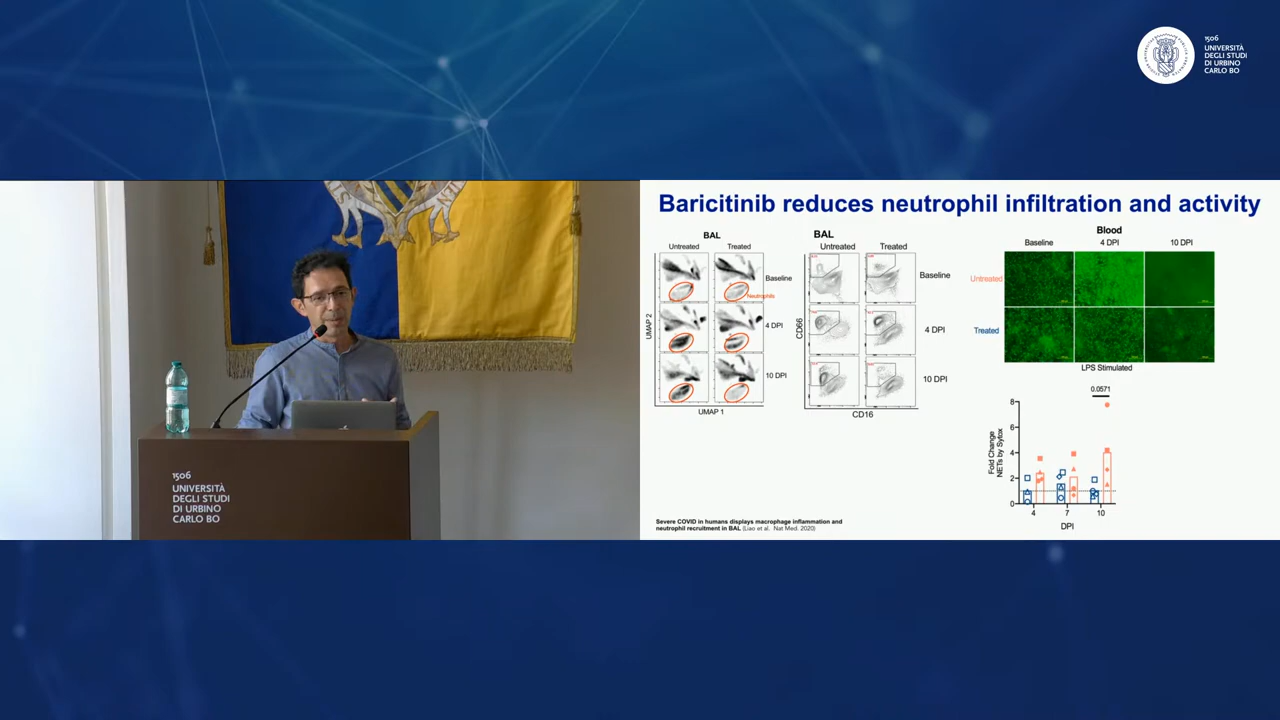 1506
UNIVERSITÀ
DEGLI STUDI
DI URBINO
CARLO BO
1506
UNIVERSITÀ
DEGLI STUDI
DI URBINO
CARLO BO
Baricitinib reduces neutrophil infiltration and activity
BAL
Untreated Treated
Baseline
Neutrophils
4 DPI
10 DPI
UMAP 2
UMAP 1
BAL
Untreated Treated
Baseline
4 DPI
10 DPI
CD66
CD16
Blood
Baseline 4 DPI 10 DPI
Untreated
Treated
LPS Stimulated
0.0571
Fold Change
NETs by Sytox
8
6
4
2
0
4 7 10
DPI
Severe COVID in humans displays macrophage inflammation and
neutrophil recruitment in BAL (Liao et al. Nat Med. 2020)